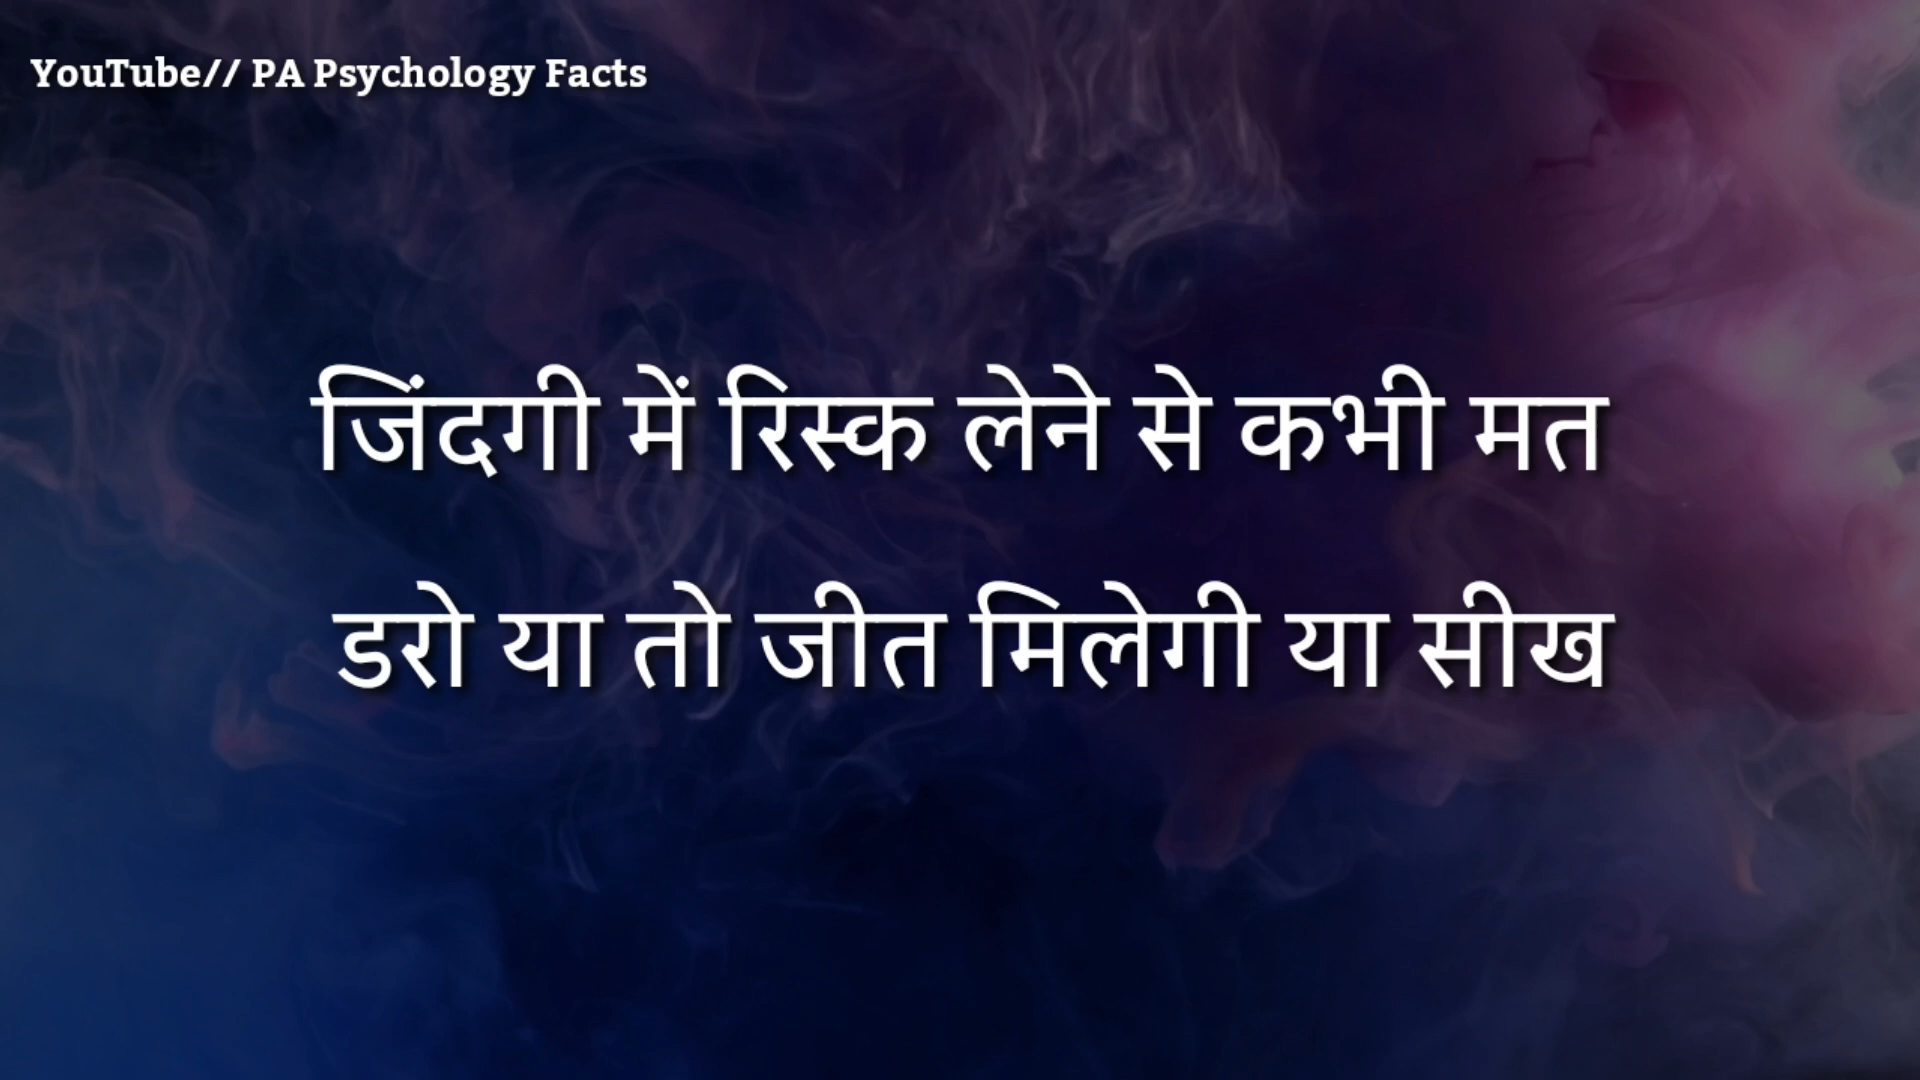 YouTube// PA Psychology Facts
जिंदगी में रिस्क लेने से कभी मत
डरो या तो जीत मिलेगी या सीख